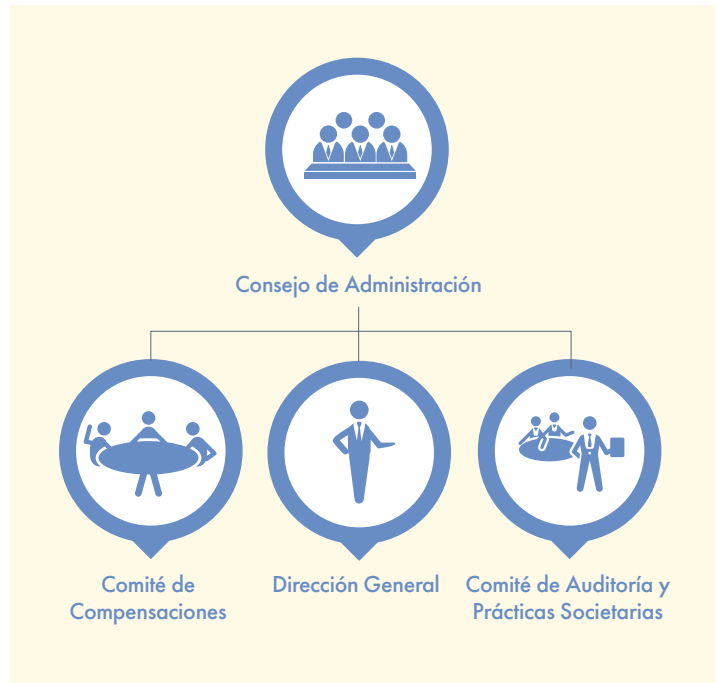 Consejo de Administración
Comité de
Compensaciones
Dirección General
Comité de Auditoría y
Prácticas Societarias